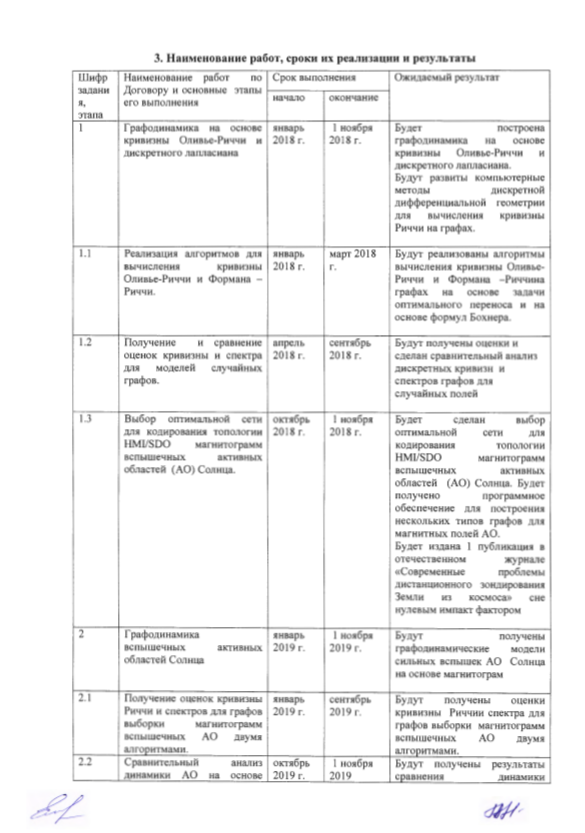 3. Наименование работ, сроки их реализации и результаты
Шифр
задани
я,
этапа
Наименование работ по
Договору и основные этапы
его выполнения
Срок выполнения
начало
окончание
Ожидаемый результат
1
Графодинамика на основе
кривизны Оливье-Риччи и
дискретного лапласиана
январь
2018 г.
1 ноября
2018 г.
Будет построена
графодинамика на основе
кривизны Оливье-Риччи и
дискретного лапласиана.
Будут развиты компьютерные
методы дискретной
дифференциальной геометрии
для вычисления кривизны
Риччи на графах.
1.1
Реализация алгоритмов для
вычисления кривизны
Оливье-Риччи и Формана –
Риччи.
январь
2018 г.
март 2018
г.
Будут реализованы алгоритмы
вычисления кривизны Оливье-
Риччи и Формана –Риччина
графах на основе задачи
оптимального переноса и на
основе формул Бохнера.
1.2
Получение и сравнение
оценок кривизны и спектра
для моделей случайных
графов.
апрель
2018 г.
сентябрь
2018 г.
Будут получены оценки и
сделан сравнительный анализ
дискретных кривизн и
спектров графов для
случайных полей
1.3
Выбор оптимальной сети
для кодирования топологии
HMI/SDO магнитограмм
вспышечных активных
областей (АО) Солнца.
октябрь
2018 г.
1 ноября
2018 г.
Будет сделан выбор
оптимальной сети для
кодирования топологии
HMI/SDO магнитограмм
вспышечных активных
областей (АО) Солнца. Будет
получено программное
обеспечение для построения
нескольких типов графов для
магнитных полей АО.
Будет издана 1 публикация в
отечественном журнале
«Современные проблемы
дистанционного зондирования
Земли из космоса» сне
нулевым импакт фактором
2
Графодинамика
вспышечных активных
областей Солнца
январь
2019 г.
1 ноября
2019 г.
Будут получены
графодинамические модели
сильных вспышек АО Солнца
на основе магнитограм
2.1
Получение оценок кривизны
Риччи и спектров для графов
выборки магнитограмм
вспышечных АО двумя
алгоритмами.
январь
2019 г.
сентябрь
2019 г.
Будут получены оценки
кривизны Риччии спектра для
графов выборки магнитограмм
вспышечных АО двумя
алгоритмами.
2.2
Сравнительный анализ
динамики АО на основе
октябрь
2019 г.
1 ноября
2019
Будут получены результаты
сравнения динамики